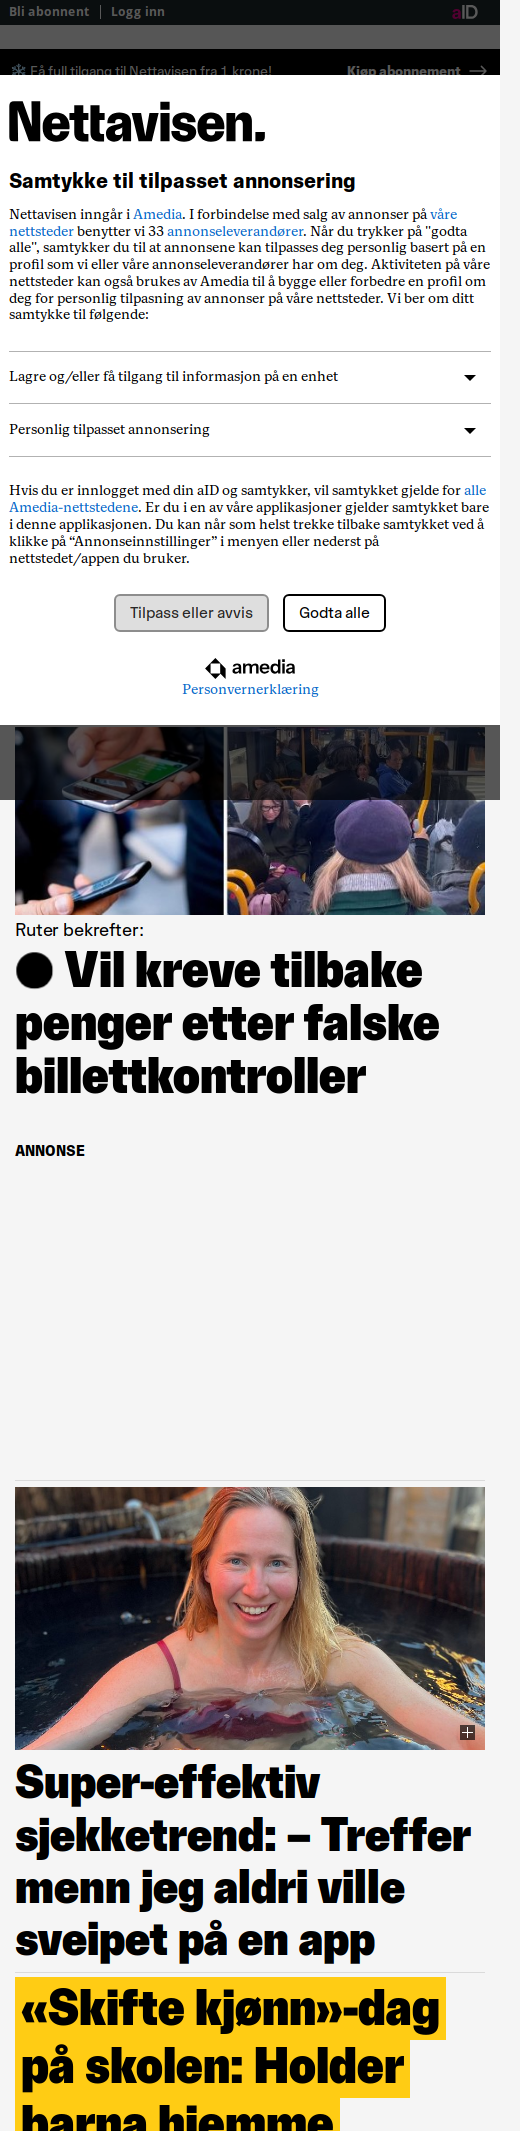 Bli abonnent
Logg inn
aID
Få full tilgang til Nettavisen fra 1 krone!
Kjøp abonnement
Nettavisen.
Samtykke til tilpasset annonsering
Nettavisen inngår i Amedia. I forbindelse med salg av annonser på våre
nettsteder benytter vi 33 annonseleverandører. Når du trykker på "godta
alle", samtykker du til at annonsene kan tilpasses deg personlig basert på en
profil som vi eller våre annonseleverandører har om deg. Aktiviteten på våre
nettsteder kan også brukes av Amedia til å bygge eller forbedre en profil om
deg for personlig tilpasning av annonser på våre nettsteder. Vi ber om ditt
samtykke til følgende:
Lagre og/eller få tilgang til informasjon på en enhet
Personlig tilpasset annonsering
Hvis du er innlogget med din aID og samtykker, vil samtykket gjelde for alle
Amedia-nettstedene. Er du i en av våre applikasjoner gjelder samtykket bare
i denne applikasjonen. Du kan når som helst trekke tilbake samtykket ved å
klikke på “Annonseinnstillinger” i menyen eller nederst på
nettstedet/appen du bruker.
Tilpass eller avvis
Godta alle
amedia
Personvernerklæring
Ruter bekrefter:
Vil kreve tilbake
penger etter falske
billettkontroller
ANNONSE
Super-effektiv
sjekketrend: – Treffer
menn jeg aldri ville
sveipet på en app
«Skifte kjønn»-dag
på skolen: Holder
barna hjemme